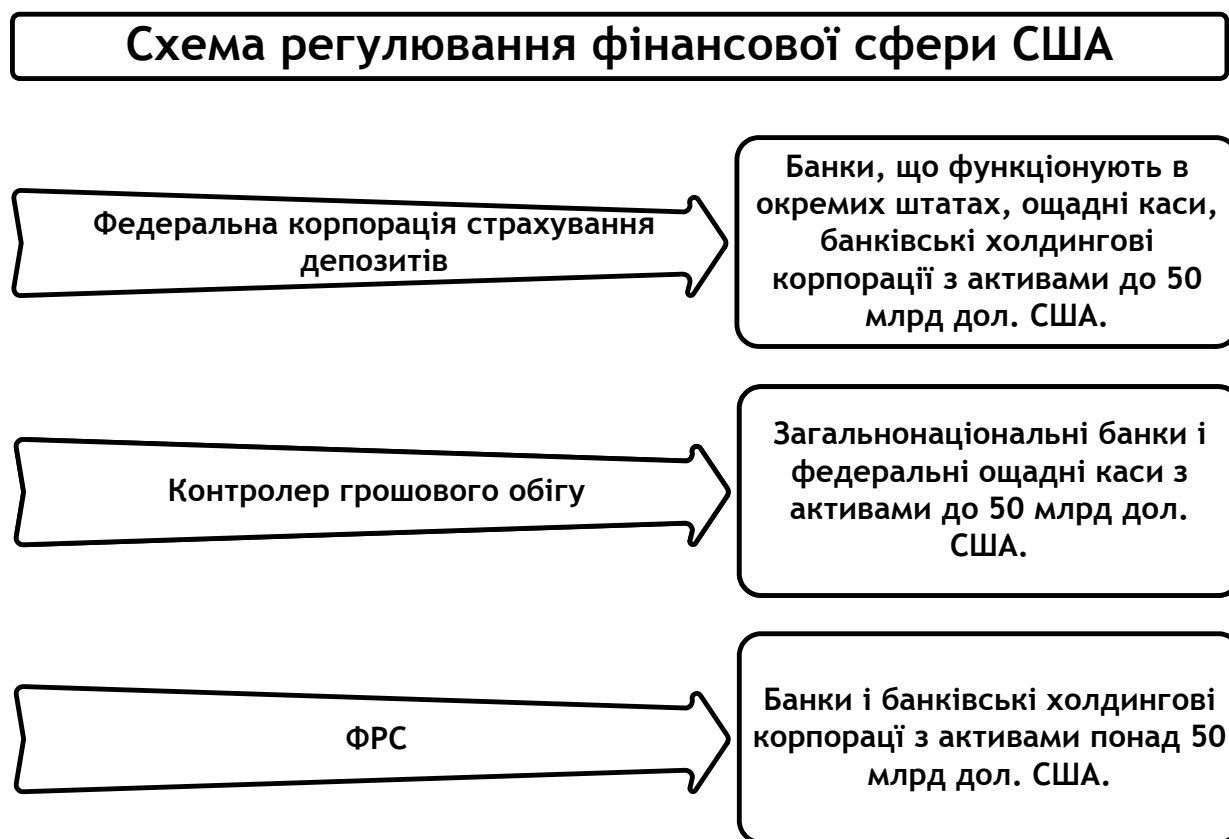 Схема регулювання фінансової сфери США
Федеральна корпорація страхування
депозитів
Банки, що функціонують в
окремих штатах, ощадні каси,
банківські холдингові
корпорації з активами до 50
млрд дол. США.
Контролер грошового обігу
Загальнонаціональні банки і
федеральні ощадні каси з
активами до 50 млрд дол.
США.
ФРС
Банки і банківські холдингові
корпораці з активами понад 50
млрд дол. США.